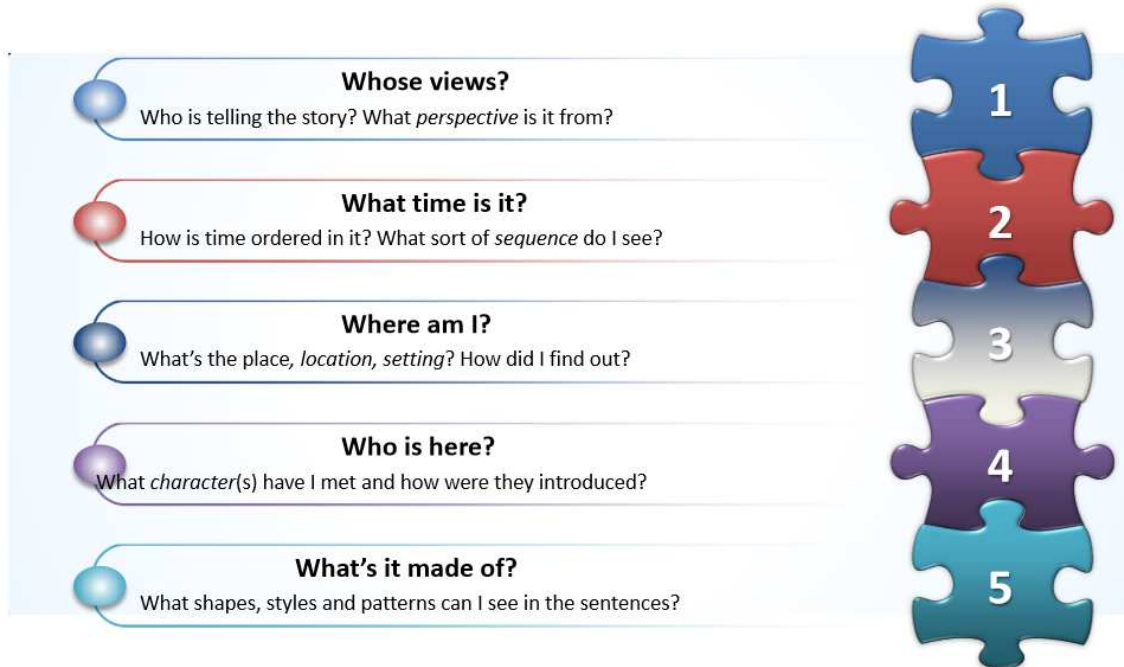 Whose views?
Who is telling the story? What perspective is it from?
1
What time is it?
How is time ordered in it? What sort of sequence do I see?
2
Where am I?
What’s the place, location, setting? How did I find out?
3
Who is here?
What character(s) have I met and how were they introduced?
4
What’s it made of?
What shapes, styles and patterns can I see in the sentences?
5